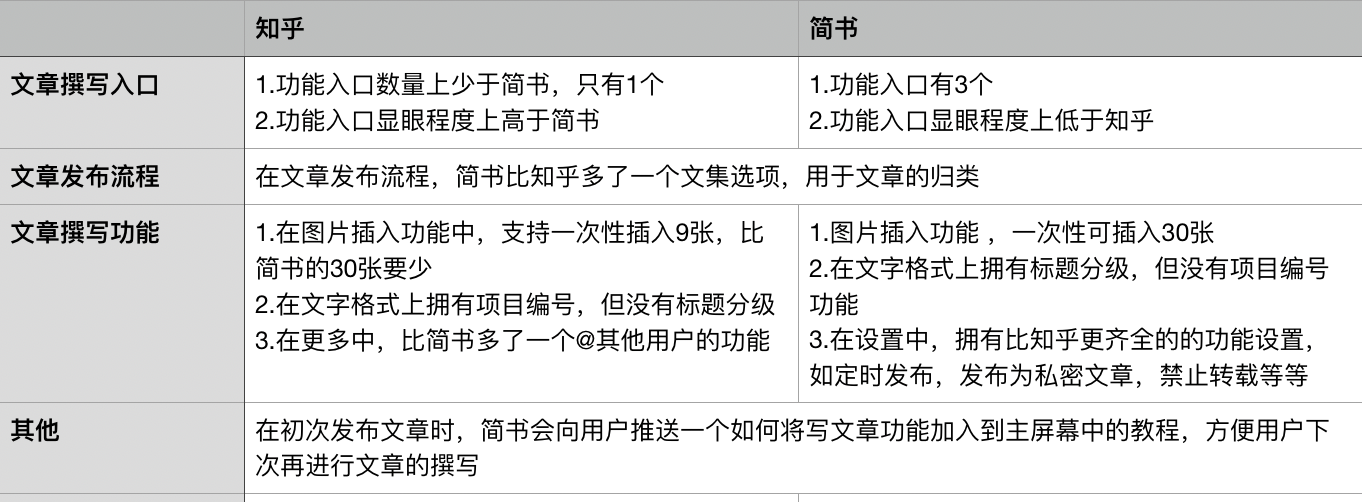 知乎
简书
文章撰写入口
1.功能入口数量上少于简书，只有1个
2.功能入口显眼程度上高于简书
1.功能入口有3个
2.功能入口显眼程度上低于知乎
文章发布流程
在文章发布流程，简书比知乎多了一个文集选项，用于文章的归类
文章撰写功能
1.在图片插入功能中，支持一次性插入9张，比
简书的30张要少
2.在文字格式上拥有项目编号，但没有标题分级
3.在更多中，比简书多了一个@其他用户的功能
1.图片插入功能 ，一次性可插入30张
2.在文字格式上拥有标题分级，但没有项目编号
功能
3.在设置中，拥有比知乎更齐全的的功能设置，
如定时发布，发布为私密文章，禁止转载等等
其他
在初次发布文章时，简书会向用户推送一个如何将写文章功能加入到主屏幕中的教程，方便用户下
次再进行文章的撰写